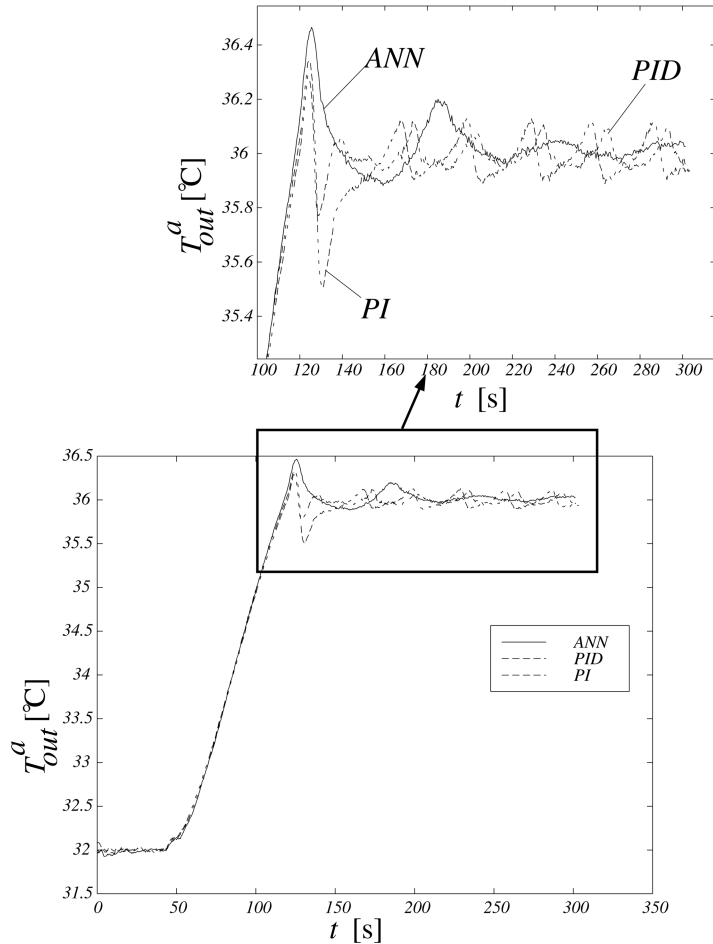 36.4
36.2
36
35.8
35.6
35.4
T^a_out [°C]
ANN
PID
PI
100 120 140 160 180 200 220 240 260 280 300
t [s]
36.5
36
35.5
35
34.5
34
33.5
33
32.5
32
31.5
T^a_out [°C]
ANN
PID
PI
0 50 100 150 200 250 300 350
t [s]